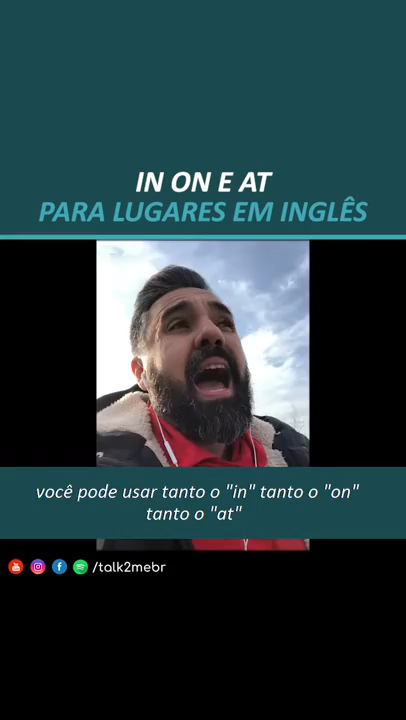 IN ON E AT
PARA LUGARES EM INGLÊS
você pode usar tanto o "in" tanto o "on"
tanto o "at"
/talk2mebr